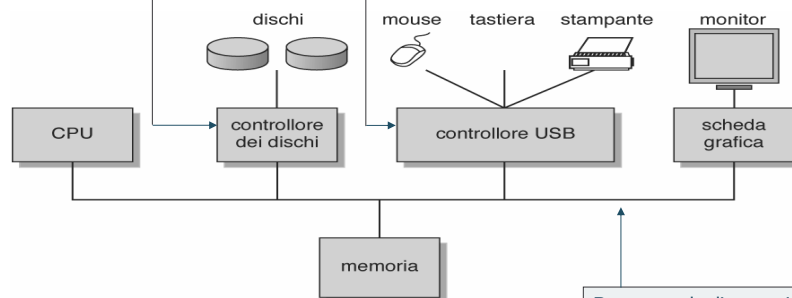 dischi
mouse tastiera stampante monitor
CPU
controllore
dei dischi
controllore USB
scheda
grafica
memoria